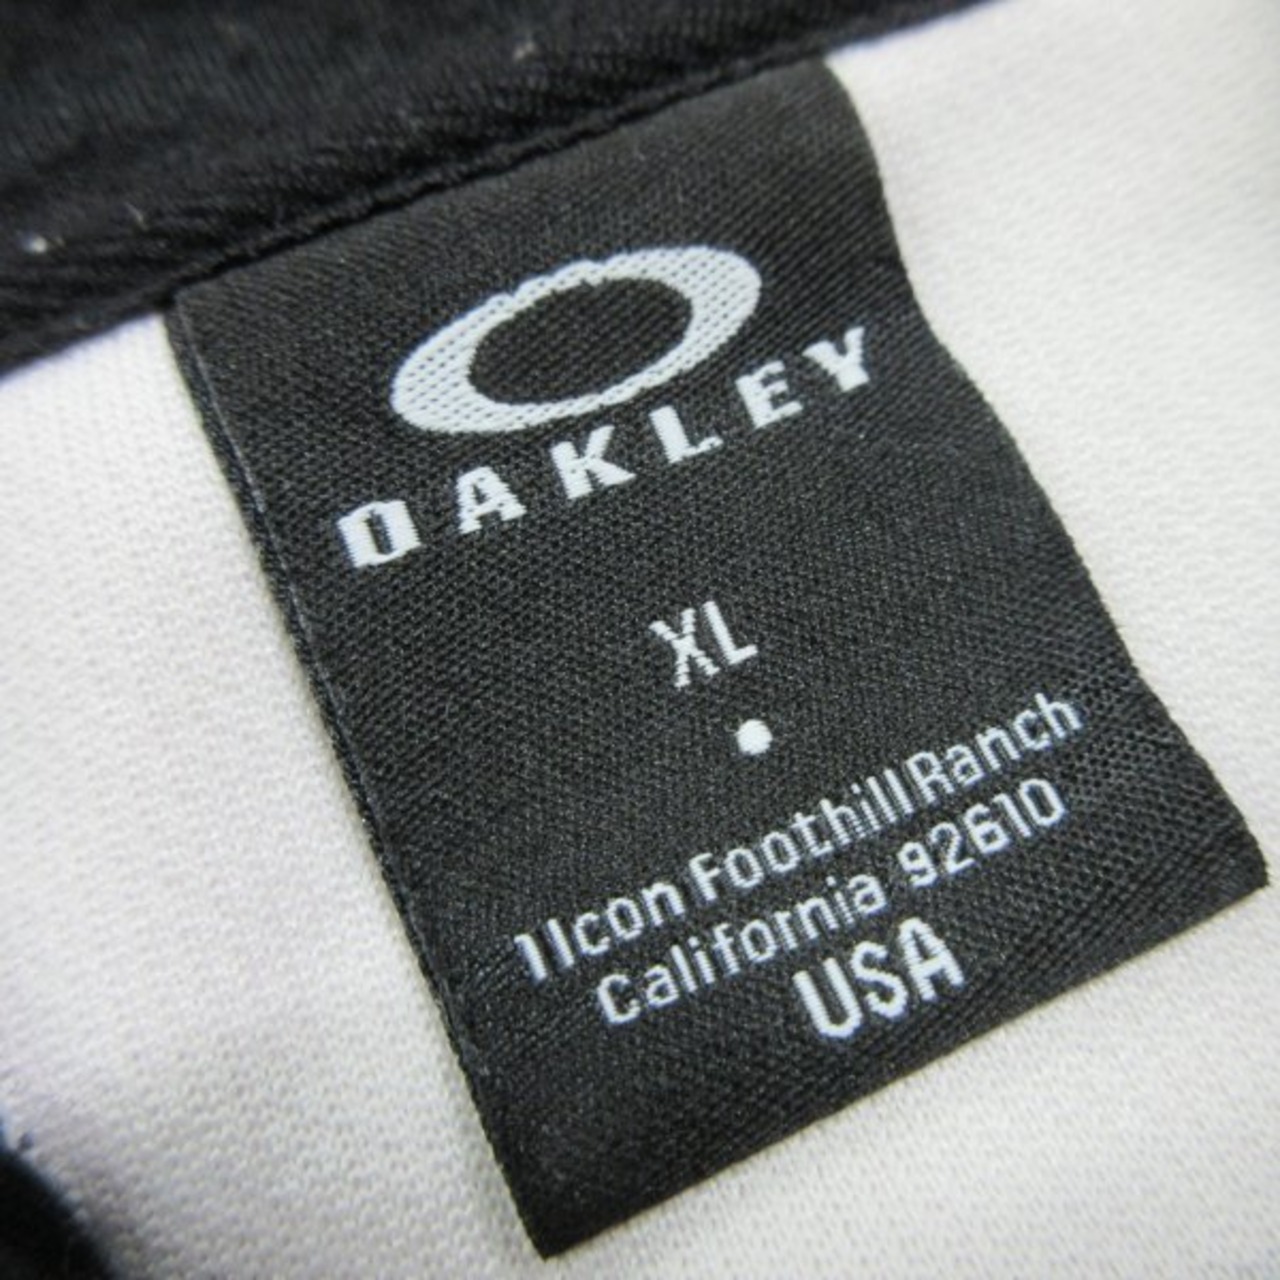 OAKLEY
XL
1 Icon Foothill Ranch
California 92610
USA